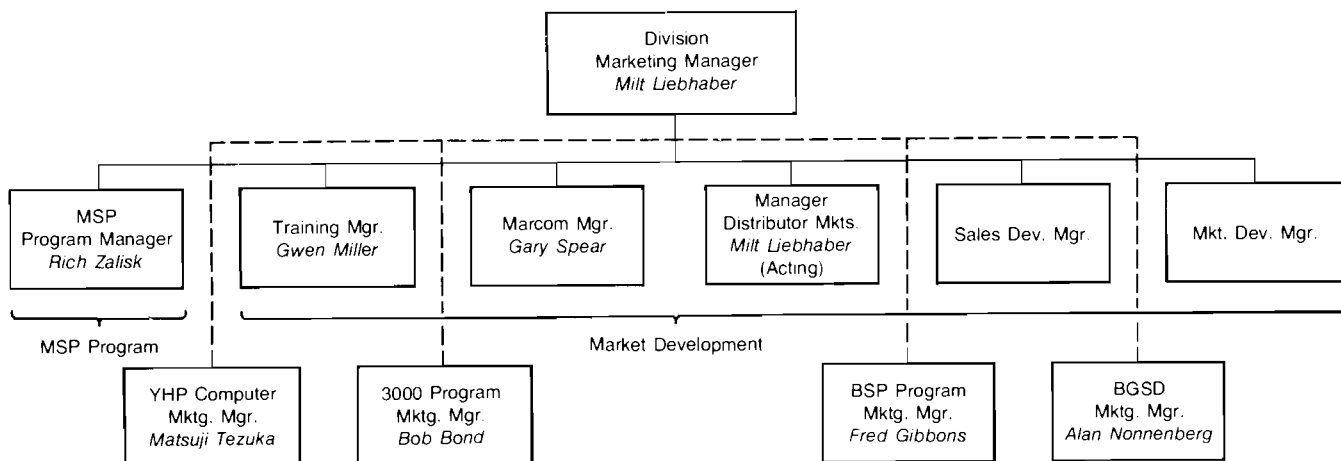 Division
Marketing Manager
Milt Liebhaber
MSP
Program Manager
Rich Zalisk
Training Mgr.
Gwen Miller
Marcom Mgr.
Gary Spear
Manager
Distributor Mkts.
Milt Liebhaber
(Acting)
Sales Dev. Mgr.
Mkt. Dev. Mgr.
MSP Program
Market Development
YHP Computer
Mktg. Mgr.
Matsuji Tezuka
3000 Program
Mktg. Mgr.
Bob Bond
BSP Program
Mktg. Mgr.
Fred Gibbons
BGSD
Mktg. Mgr.
Alan Nonnenberg